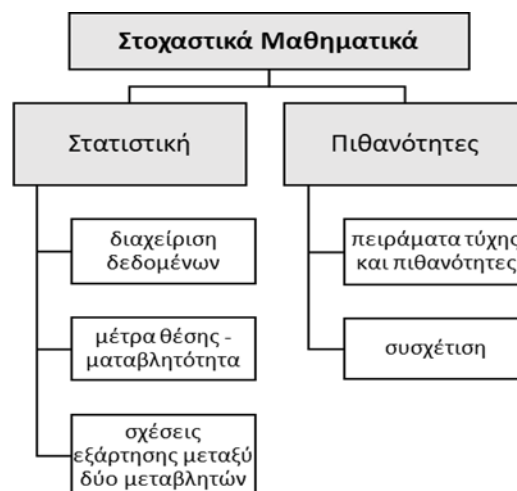 Στοχαστικά Μαθηματικά
Στατιστική
διαχείριση
δεδομένων
μέτρα θέσης -
ματαβλητότητα
σχέσεις
εξάρτησης μεταξύ
δύο μεταβλητών
Πιθανότητες
πειράματα τύχης
και πιθανότητες
συσχέτιση